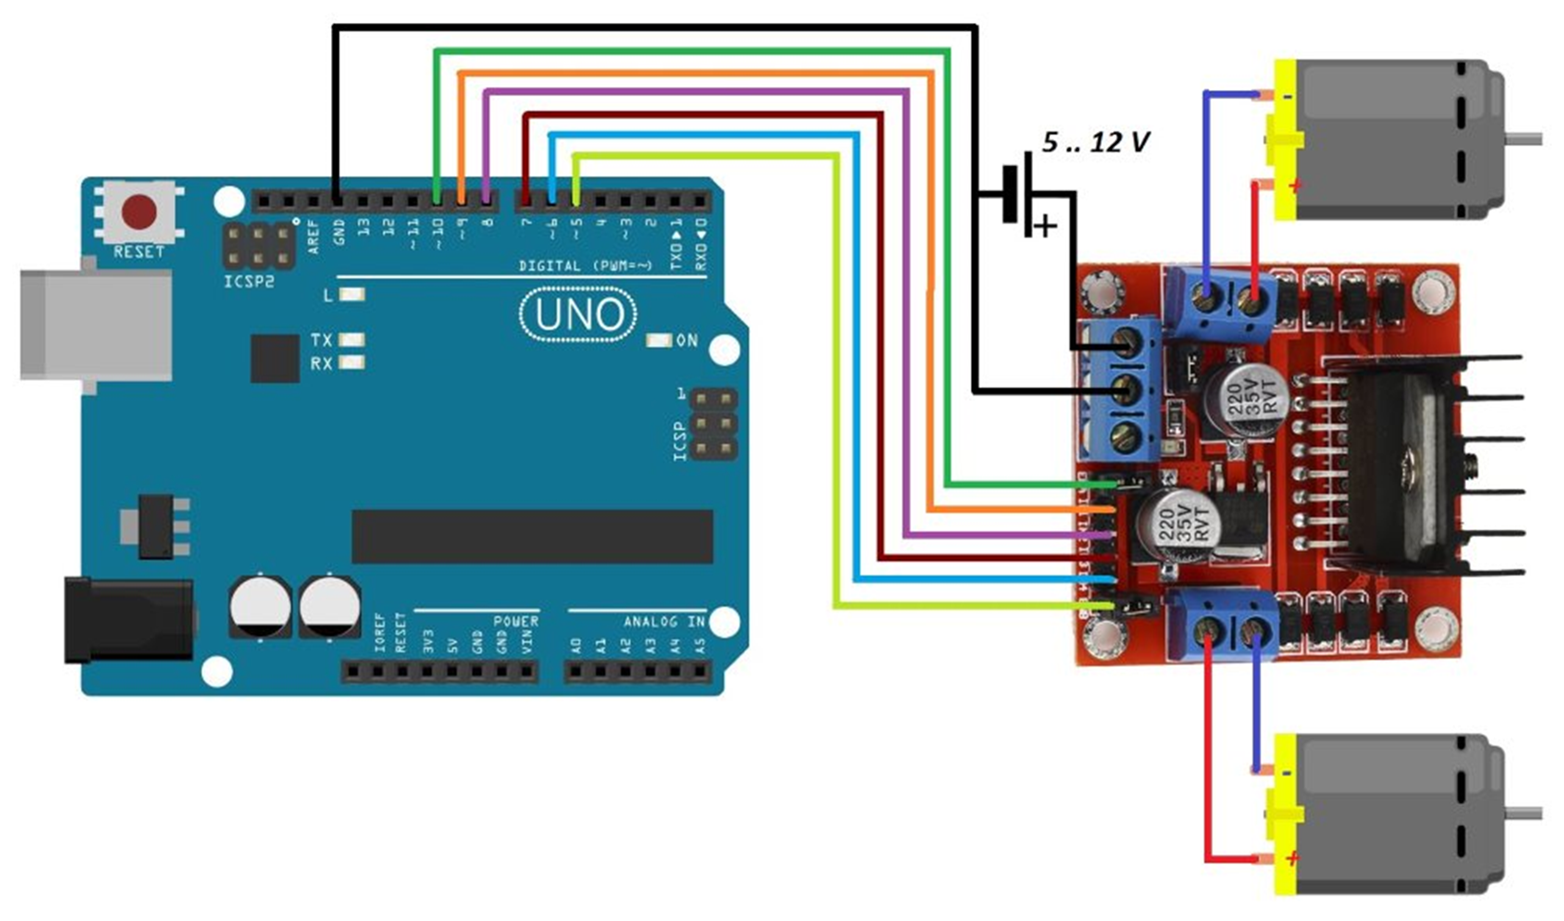 5 .. 12 V
+
-
+
RESET
ICSP2
AREF
GND
13
12
~11
~10
~9
8
7
~6
~5
4
~3
2
TX0▶1
RX0◀0
DIGITAL (PWM=~)
L
TX
RX
UNO
ON
1
ICSP
220
35V
RVT
220
35V
RVT
POWER
ANALOG IN
IOREF
RESET
3V3
5V
GND
GND
VIN
A0
A1
A2
A3
A4
A5
-
+